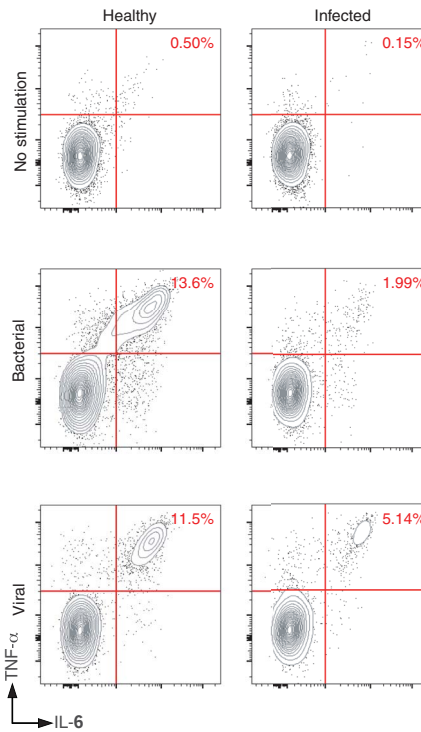 Healthy
Infected
No stimulation
0.50%
0.15%
Bacterial
13.6%
1.99%
Viral
11.5%
5.14%
TNF-α
IL-6